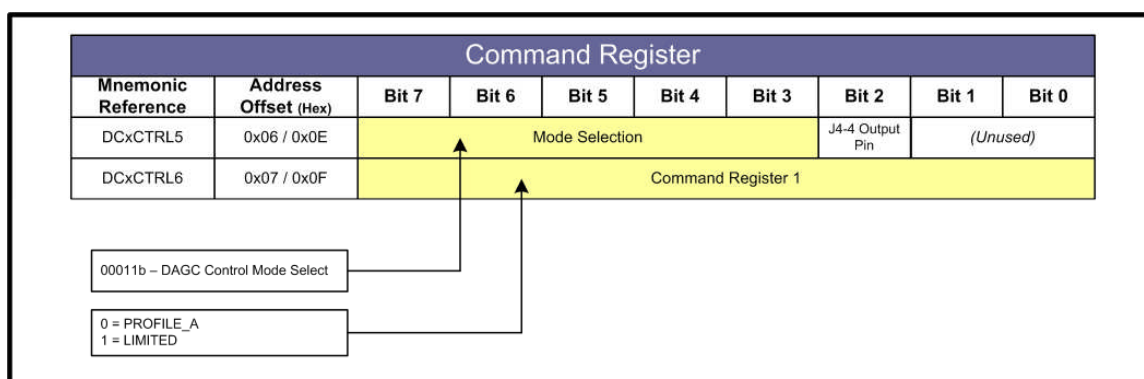 Command Register
Mnemonic Reference Address Offset (Hex) Bit 7 Bit 6 Bit 5 Bit 4 Bit 3 Bit 2 Bit 1 Bit 0
DCxCTRL5 0x06 / 0x0E Mode Selection J4-4 Output Pin (Unused)
DCxCTRL6 0x07 / 0x0F Command Register 1
00011b – DAGC Control Mode Select
0 = PROFILE_A
1 = LIMITED